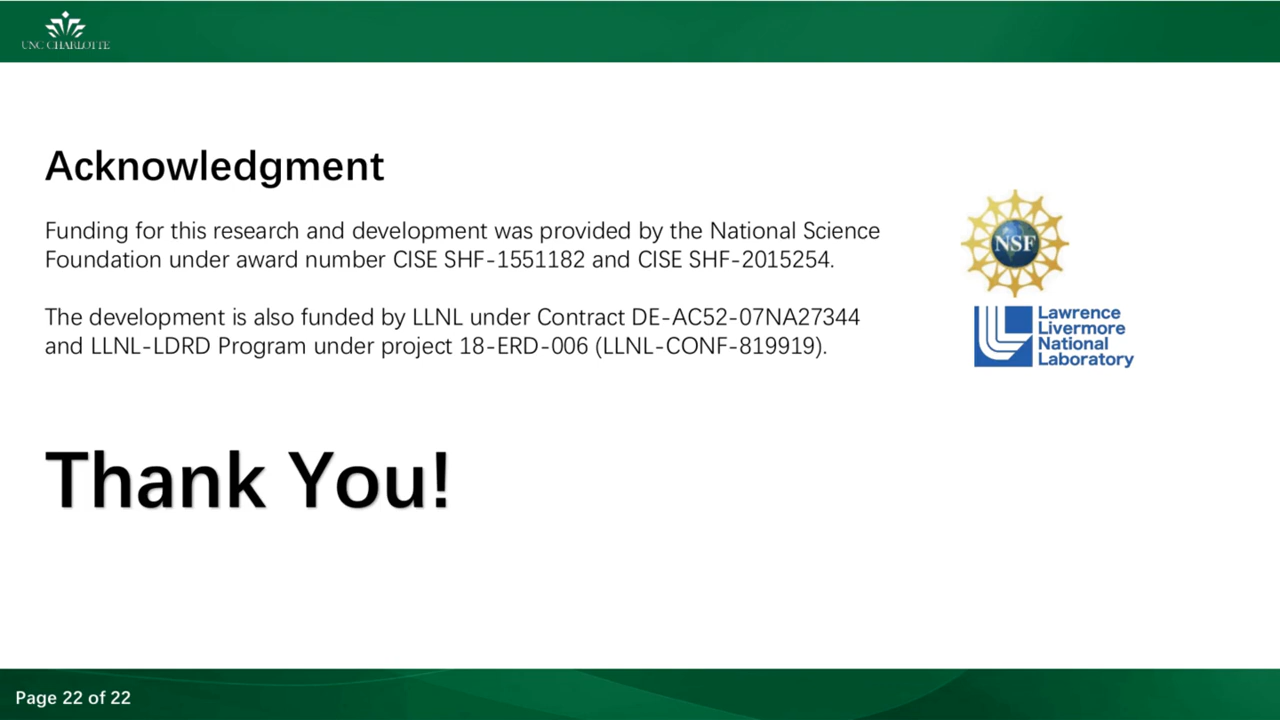 UNC CHARLOTTE
Acknowledgment
Funding for this research and development was provided by the National Science
Foundation under award number CISE SHF-1551182 and CISE SHF-2015254.
The development is also funded by LLNL under Contract DE-AC52-07NA27344
and LLNL-LDRD Program under project 18-ERD-006 (LLNL-CONF-819919).
NSF
Lawrence
Livermore
National
Laboratory
Thank You!
Page 22 of 22